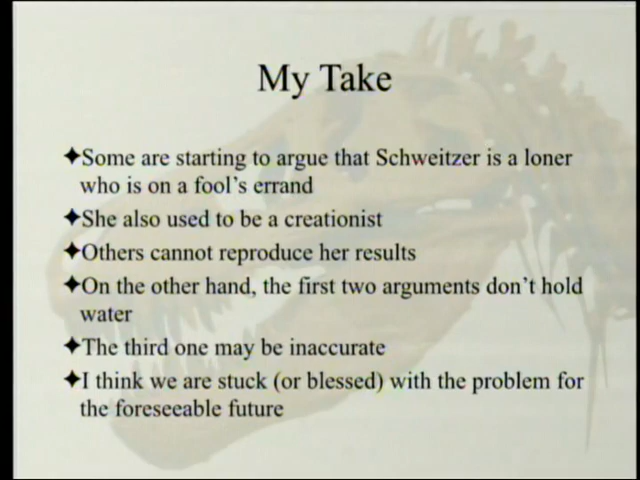 My Take
✦Some are starting to argue that Schweitzer is a loner
who is on a fool's errand
✦She also used to be a creationist
✦Others cannot reproduce her results
✦On the other hand, the first two arguments don't hold
water
✦The third one may be inaccurate
✦I think we are stuck (or blessed) with the problem for
the foreseeable future